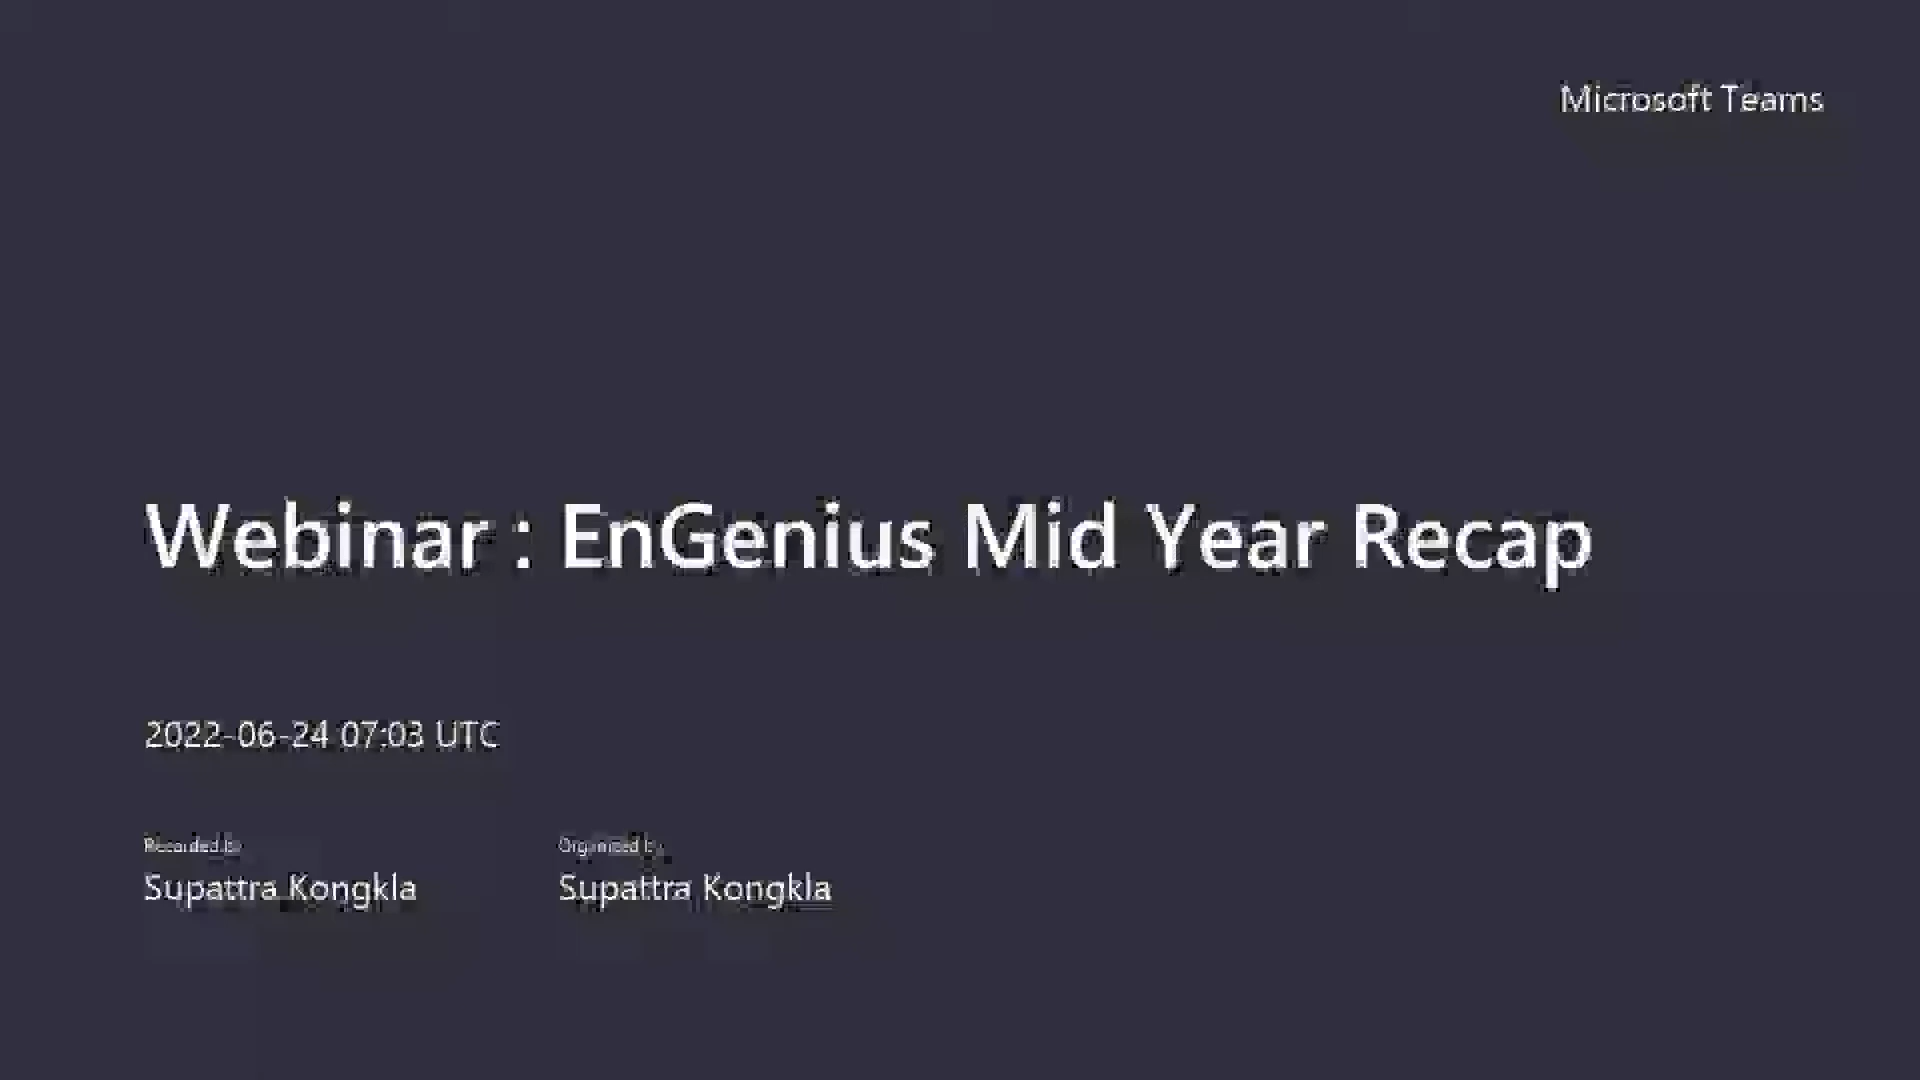 Microsoft Teams
Webinar : EnGenius Mid Year Recap
2022-06-24 07:03 UTC
Recorded by
Organized by
Supattra Kongkla
Supattra Kongkla